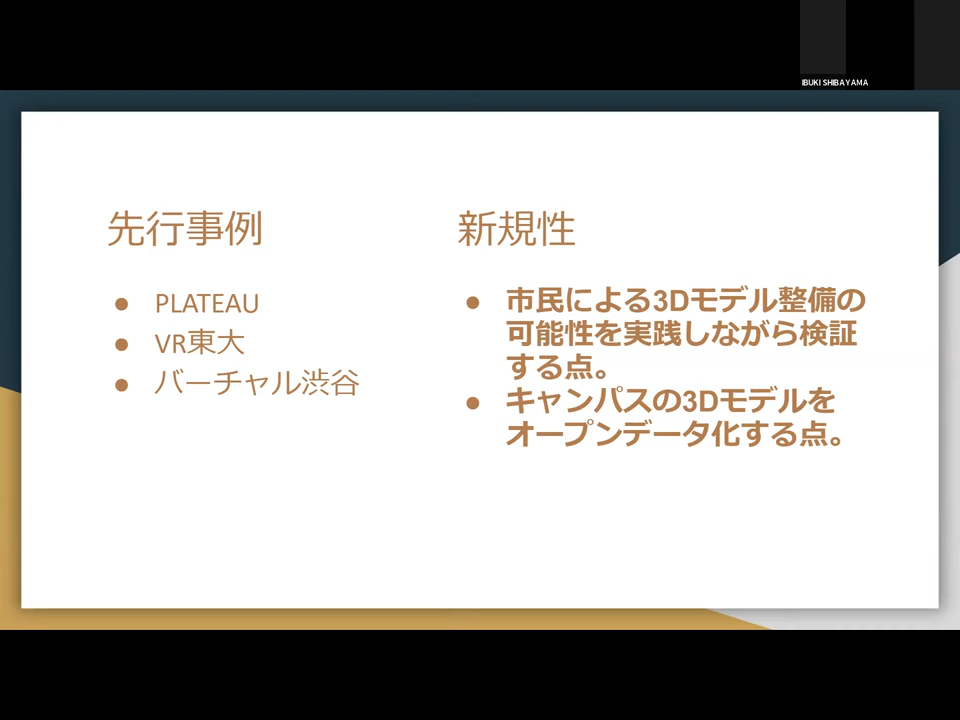 IBUKI SHIBAYAMA
先行事例
● PLATEAU
● VR東大
● バーチャル渋谷
新規性
● 市民による3Dモデル整備の
可能性を実践しながら検証
する点。
● キャンパスの3Dモデルを
オープンデータ化する点。